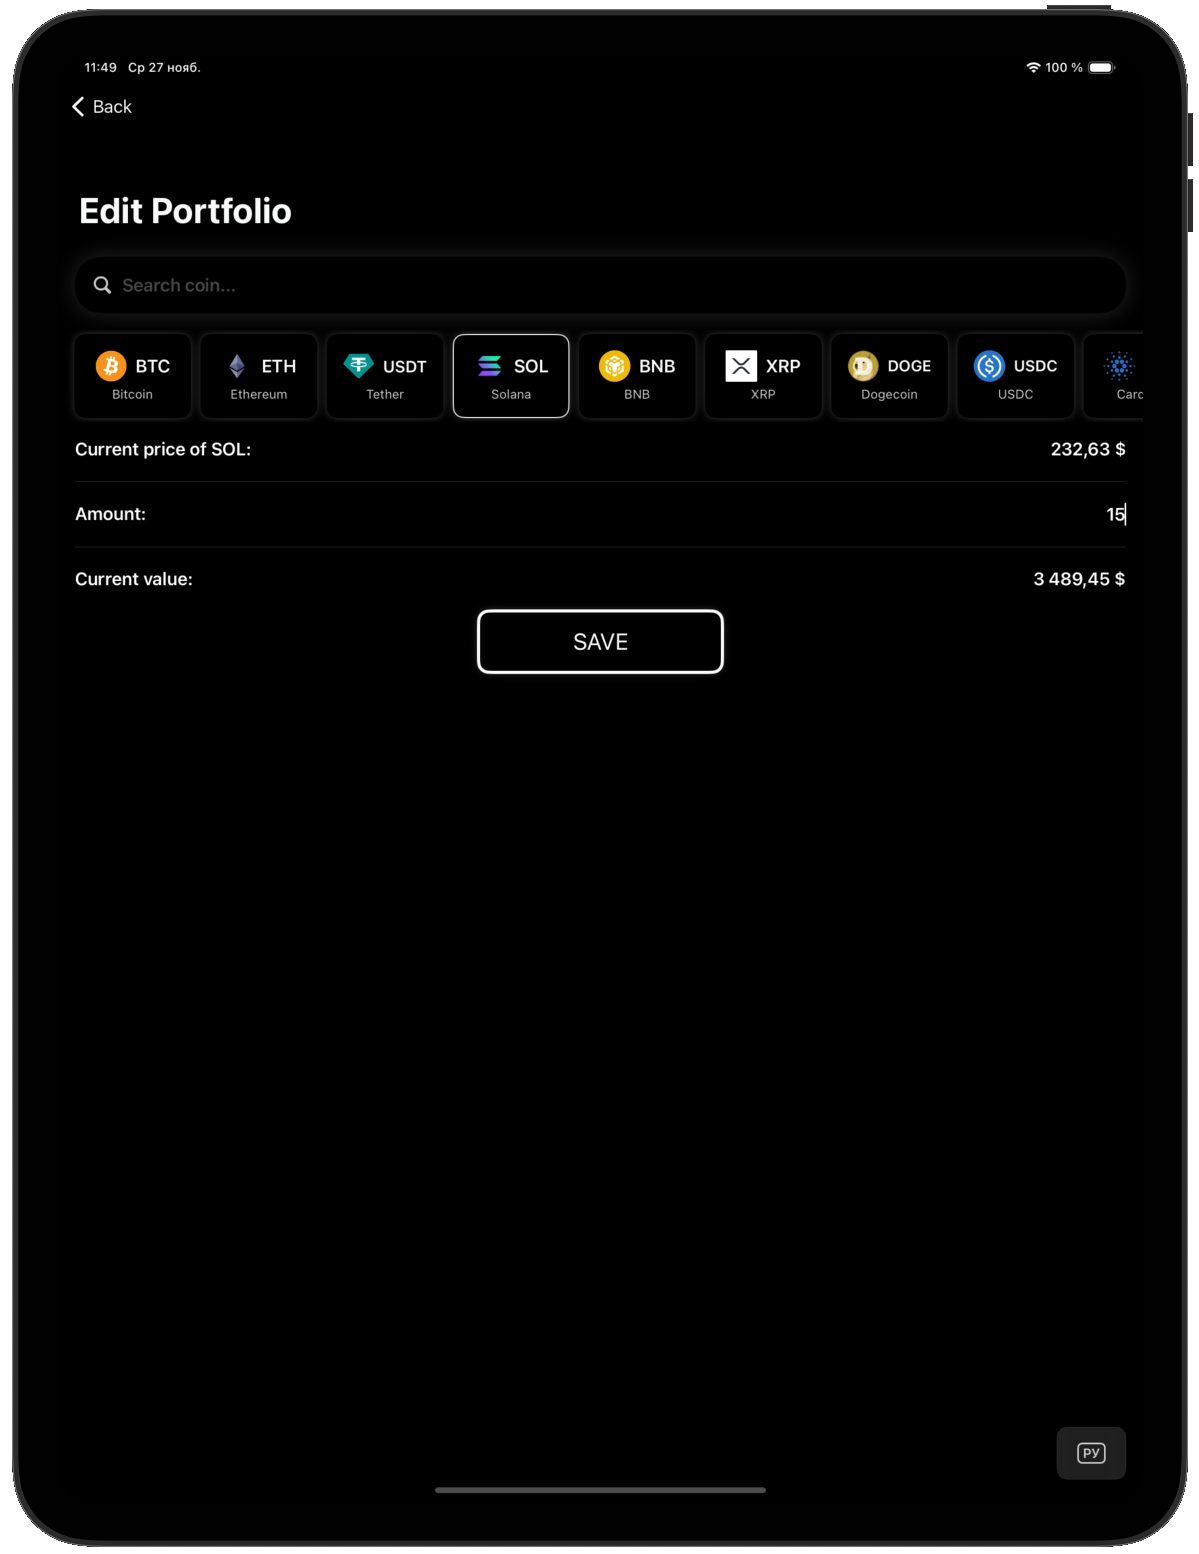 11:49 Ср 27 нояб. 100 %
Back
Edit Portfolio
Search coin...
BTC ETH USDT SOL BNB XRP DOGE USDC
Bitcoin Ethereum Tether Solana BNB XRP Dogecoin USDC Card
Current price of SOL: 232,63 $
Amount: 15
Current value: 3 489,45 $
SAVE
РУ